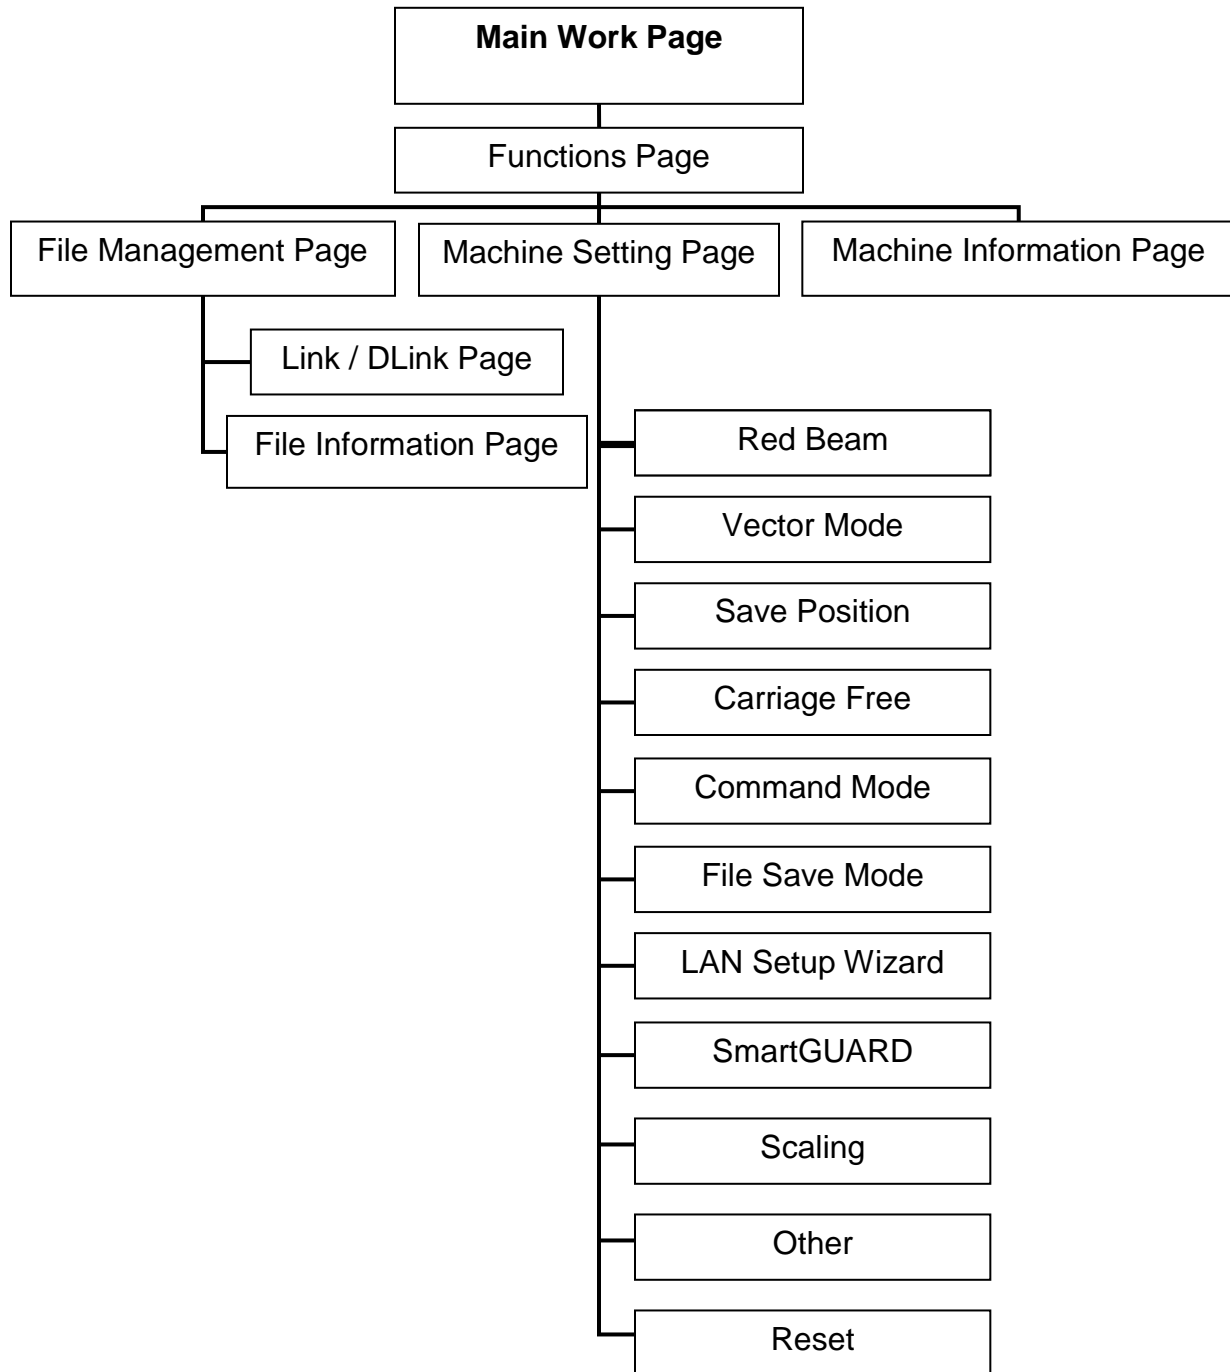 Main Work Page
Functions Page
File Management Page
Machine Setting Page
Machine Information Page
Link / DLink Page
File Information Page
Red Beam
Vector Mode
Save Position
Carriage Free
Command Mode
File Save Mode
LAN Setup Wizard
SmartGUARD
Scaling
Other
Reset